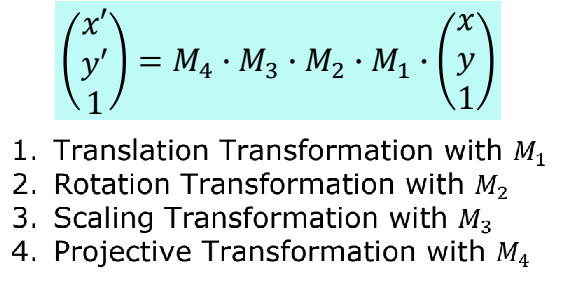 (x′ y′ 1) = M₄ · M₃ · M₂ · M₁ · (x y 1)
1. Translation Transformation with M₁
2. Rotation Transformation with M₂
3. Scaling Transformation with M₃
4. Projective Transformation with M₄